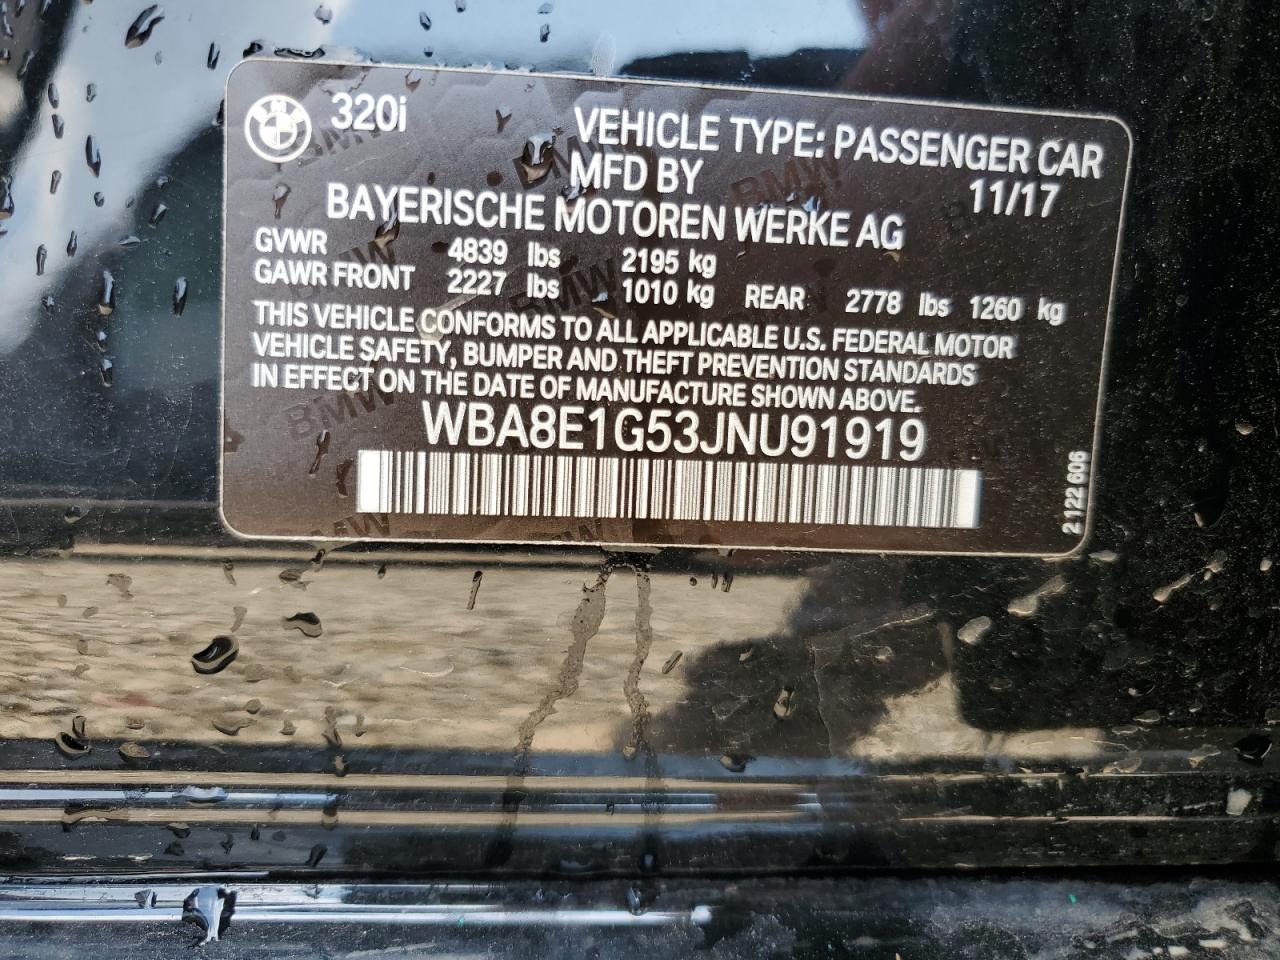 BMW 320i
VEHICLE TYPE: PASSENGER CAR
MFD BY 11/17
BAYERISCHE MOTOREN WERKE AG
GVWR 4839 lbs 2195 kg
GAWR FRONT 2227 lbs 1010 kg REAR 2778 lbs 1260 kg
THIS VEHICLE CONFORMS TO ALL APPLICABLE U.S. FEDERAL MOTOR
VEHICLE SAFETY, BUMPER AND THEFT PREVENTION STANDARDS
IN EFFECT ON THE DATE OF MANUFACTURE SHOWN ABOVE.
WBA8E1G53JNU91919
2 122 606